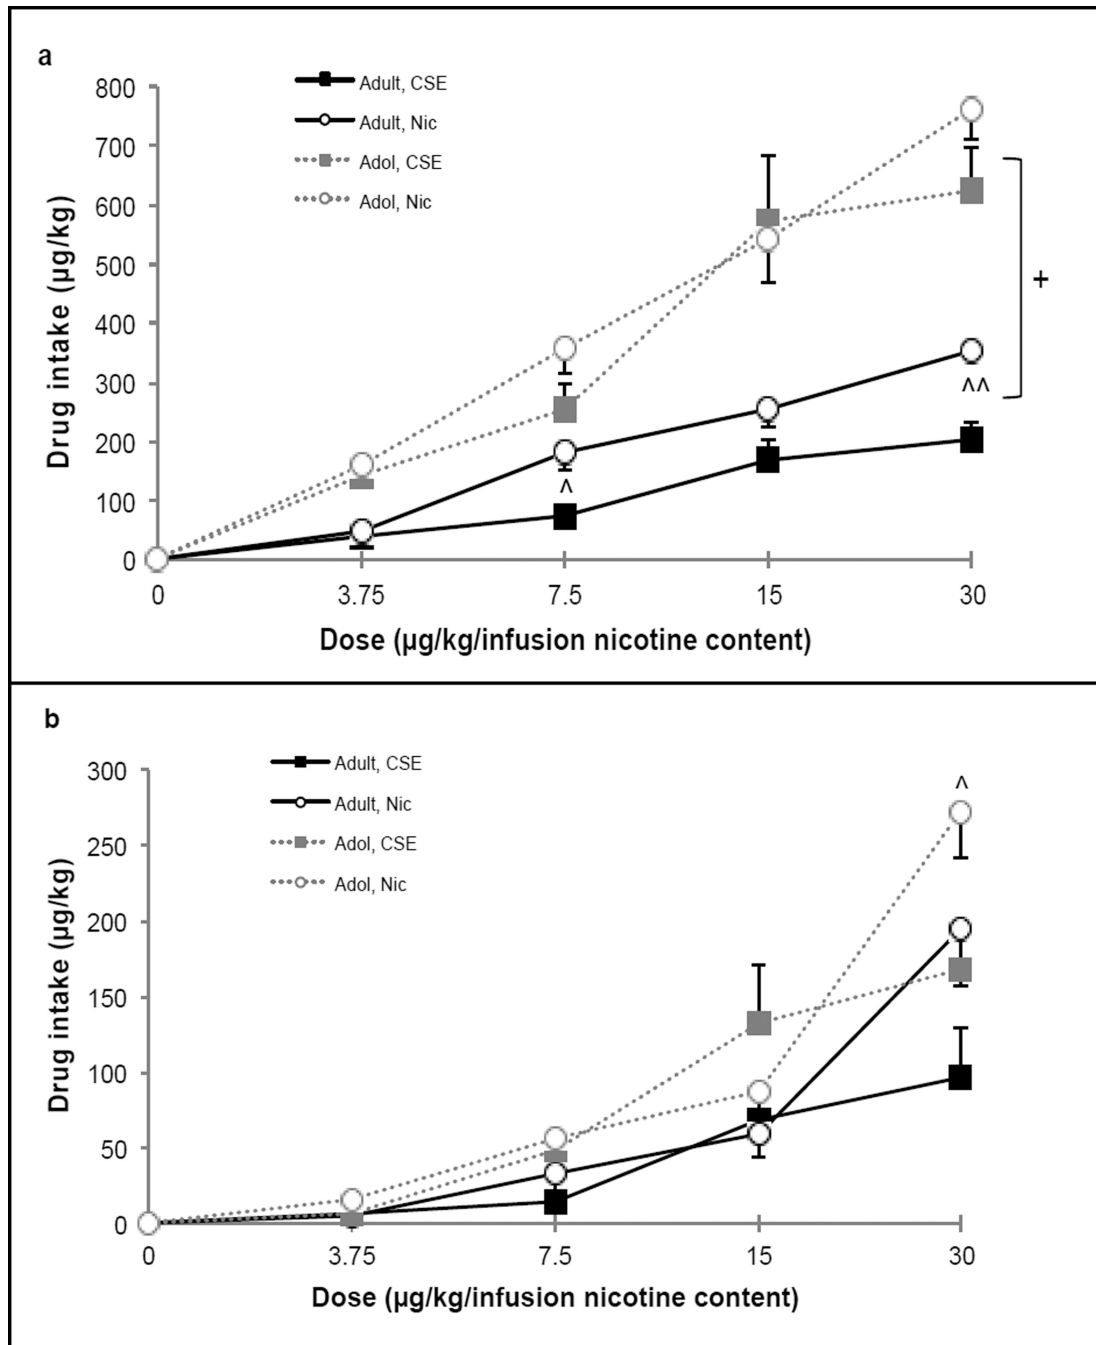 a
Adult, CSE
Adult, Nic
Adol, CSE
Adol, Nic
Drug intake (µg/kg)
800
700
600
500
400
300
200
100
0
+
^^
^
0 3.75 7.5 15 30
Dose (µg/kg/infusion nicotine content)
b
Adult, CSE
Adult, Nic
Adol, CSE
Adol, Nic
Drug intake (µg/kg)
300
250
200
150
100
50
0
^
0 3.75 7.5 15 30
Dose (µg/kg/infusion nicotine content)